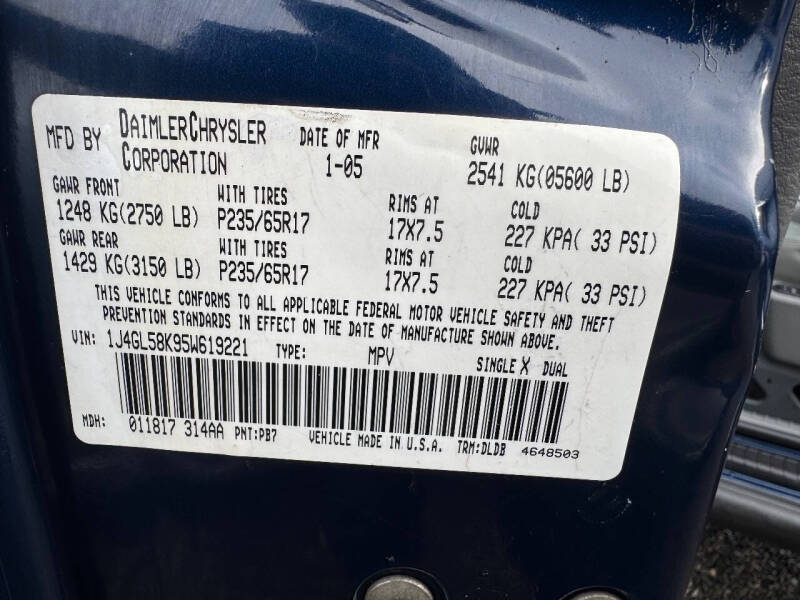 MFD BY DAIMLERCHRYSLER CORPORATION DATE OF MFR 1-05 GVWR 2541 KG(05600 LB)
GAWR FRONT WITH TIRES RIMS AT COLD
1248 KG(2750 LB) P235/65R17 17X7.5 227 KPA( 33 PSI)
GAWR REAR WITH TIRES RIMS AT COLD
1429 KG(3150 LB) P235/65R17 17X7.5 227 KPA( 33 PSI)
THIS VEHICLE CONFORMS TO ALL APPLICABLE FEDERAL MOTOR VEHICLE SAFETY AND THEFT
PREVENTION STANDARDS IN EFFECT ON THE DATE OF MANUFACTURE SHOWN ABOVE.
VIN: 1J4GL58K95W619221 TYPE: MPV SINGLE X DUAL
MDH: 011817 314AA PNT:PB7 VEHICLE MADE IN U.S.A. TRM:DLDB 4648503